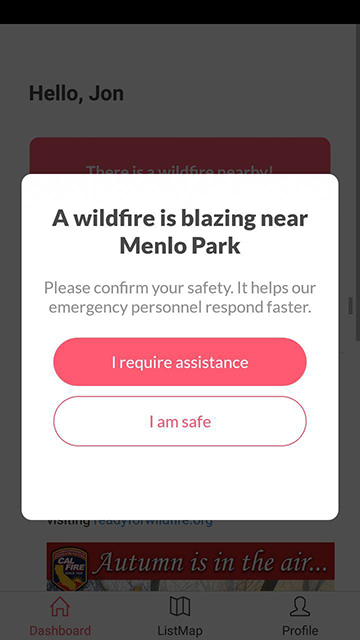 Hello, Jon
There is a wildfire nearby!
A wildfire is blazing near
Menlo Park
Please confirm your safety. It helps our
emergency personnel respond faster.
I require assistance
I am safe
visiting readyforwildfire.org
CAL
FIRE
Autumn is in the air...
Dashboard
ListMap
Profile